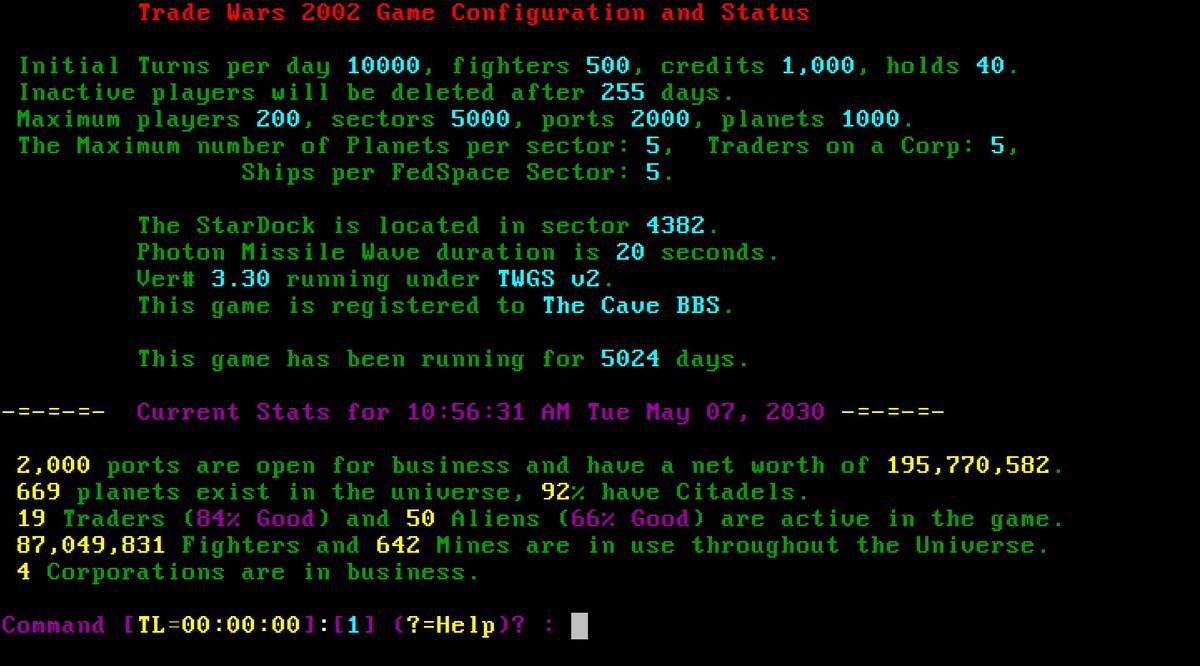 Trade Wars 2002 Game Configuration and Status
Initial Turns per day 10000, fighters 500, credits 1,000, holds 40.
Inactive players will be deleted after 255 days.
Maximum players 200, sectors 5000, ports 2000, planets 1000.
The Maximum number of Planets per sector: 5,  Traders on a Corp: 5,
Ships per FedSpace Sector: 5.
The StarDock is located in sector 4382.
Photon Missile Wave duration is 20 seconds.
Ver# 3.30 running under TWGS v2.
This game is registered to The Cave BBS.
This game has been running for 5024 days.
-=-=-=-  Current Stats for 10:56:31 AM Tue May 07, 2030 -=-=-=-
2,000 ports are open for business and have a net worth of 195,770,582.
669 planets exist in the universe, 92% have Citadels.
19 Traders (84% Good) and 50 Aliens (66% Good) are active in the game.
87,049,831 Fighters and 642 Mines are in use throughout the Universe.
4 Corporations are in business.
Command [TL=00:00:00]:[1] (?=Help)? :